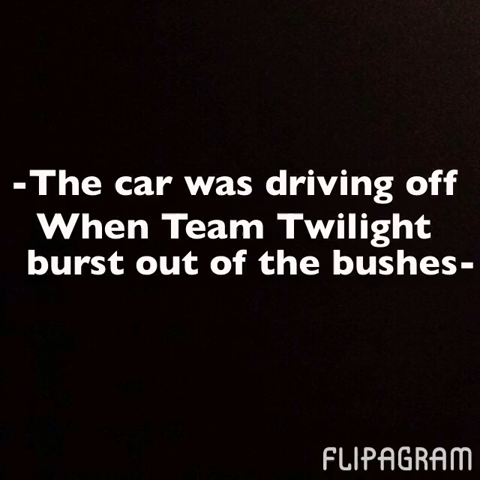 -The car was driving off
When Team Twilight
burst out of the bushes-
FLIPAGRAM